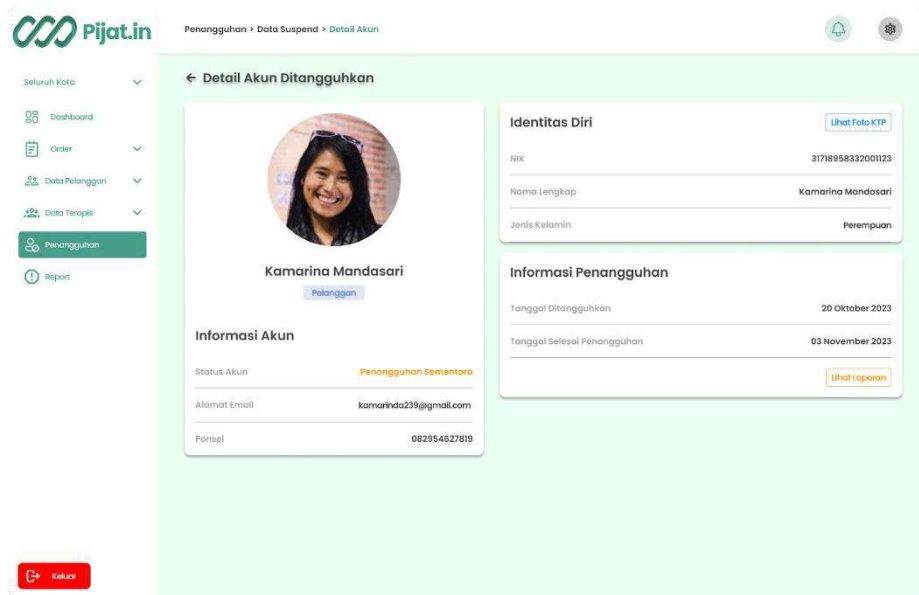 Pijat.in
Penangguhan > Data Suspend > Detail Akun
Seluruh Kota
Dashboard
Order
Data Pelanggan
Data Terapis
Penangguhan
Report
Keluar
← Detail Akun Ditangguhkan
Kamarina Mandasari
Pelanggan
Informasi Akun
Status Akun Penangguhan Sementara
Alamat Email kamarinda239@gmail.com
Ponsel 082954627819
Identitas Diri Lihat Foto KTP
NIK 31718958332001123
Nama Lengkap Kamarina Mandasari
Jenis Kelamin Perempuan
Informasi Penangguhan
Tanggal Ditangguhkan 20 Oktober 2023
Tanggal Selesai Penangguhan 03 November 2023
Lihat Laporan